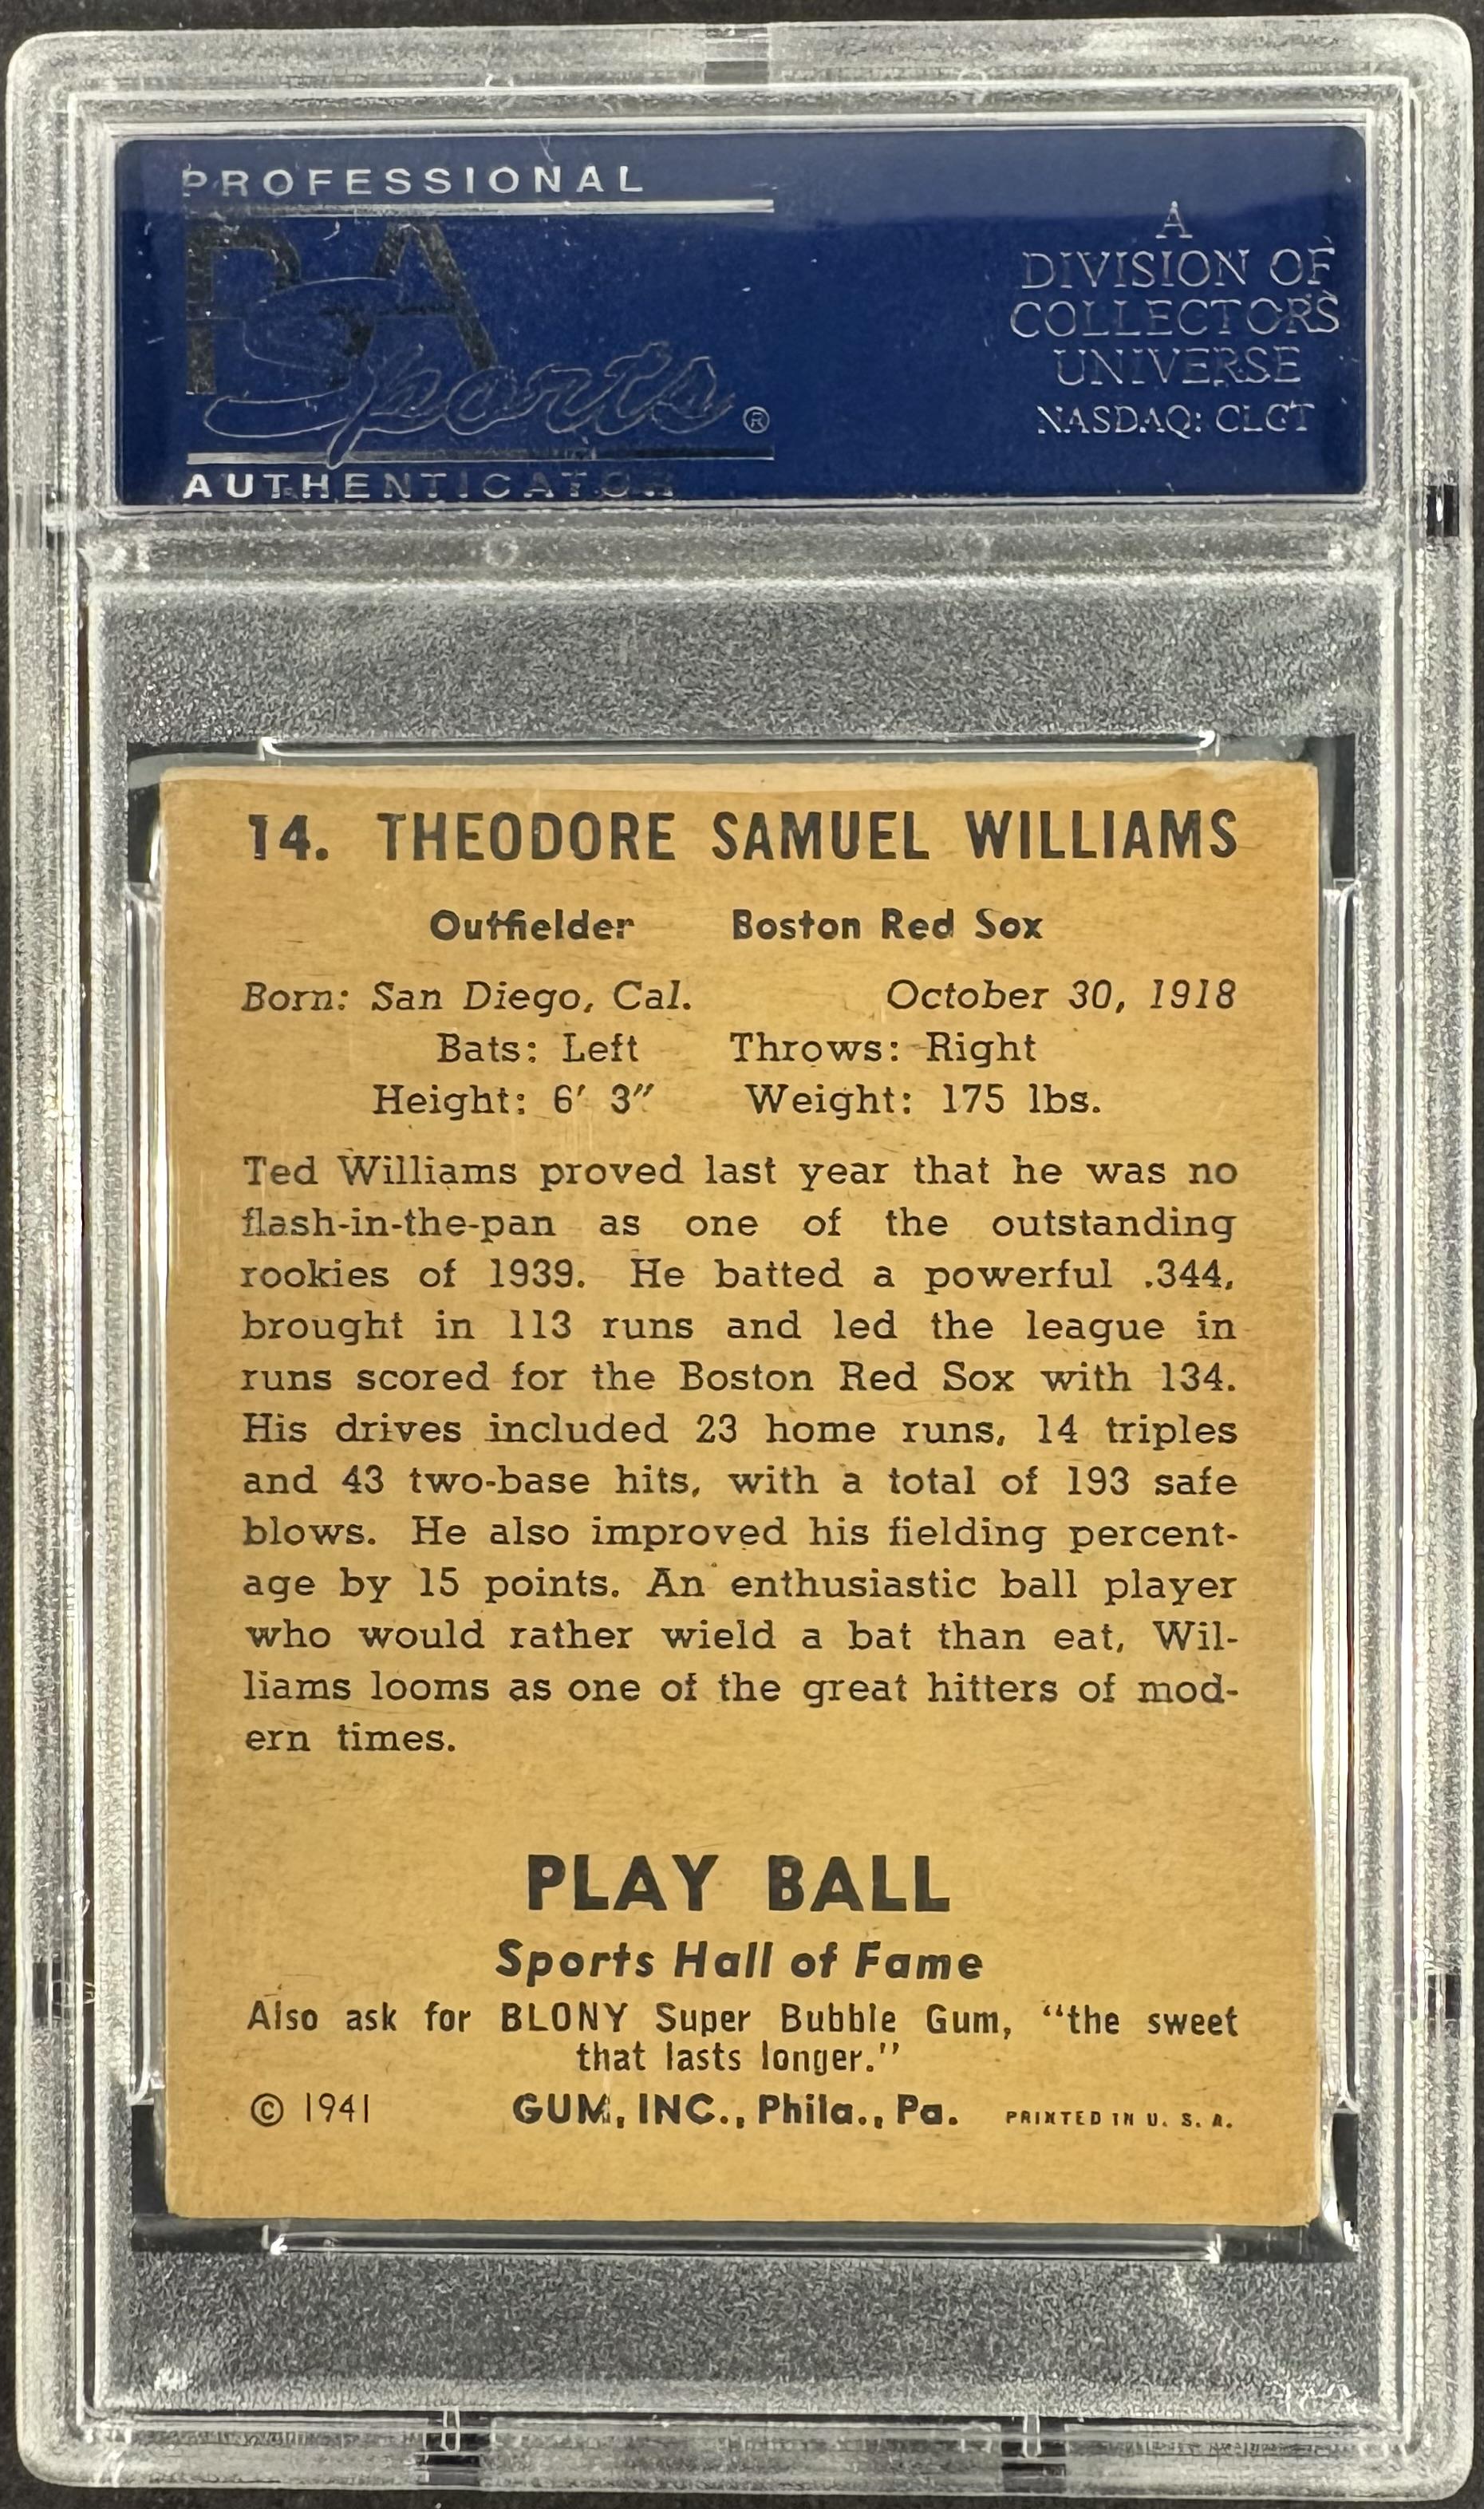 PROFESSIONAL
PSA
Sports®
AUTHENTICATOR
A
DIVISION OF
COLLECTORS
UNIVERSE
NASDAQ: CLCT
14. THEODORE SAMUEL WILLIAMS
Outfielder Boston Red Sox
Born: San Diego, Cal. October 30, 1918
Bats: Left Throws: Right
Height: 6′ 3″ Weight: 175 lbs.
Ted Williams proved last year that he was no
flash-in-the-pan as one of the outstanding
rookies of 1939. He batted a powerful .344,
brought in 113 runs and led the league in
runs scored for the Boston Red Sox with 134.
His drives included 23 home runs, 14 triples
and 43 two-base hits, with a total of 193 safe
blows. He also improved his fielding percent-
age by 15 points. An enthusiastic ball player
who would rather wield a bat than eat, Wil-
liams looms as one of the great hitters of mod-
ern times.
PLAY BALL
Sports Hall of Fame
Also ask for BLONY Super Bubble Gum, "the sweet
that lasts longer."
© 1941 GUM, INC., Phila., Pa. PRINTED IN U. S. A.